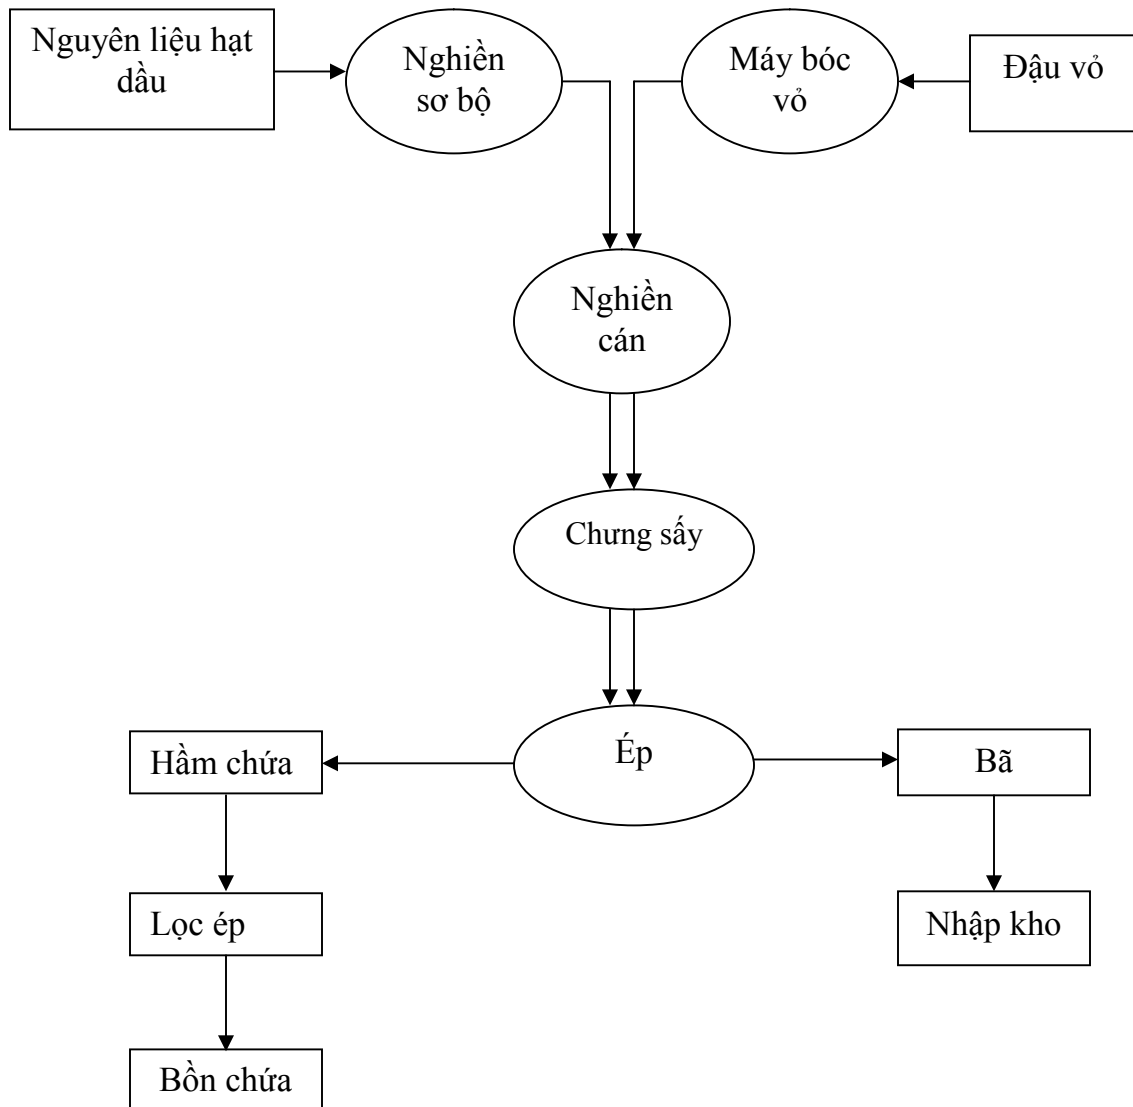 Nguyên liệu hạt
dầu
Nghiền
sơ bộ
Máy bóc
vỏ
Đậu vỏ
Nghiền
cán
Chưng sấy
Ép
Hầm chứa
Bã
Lọc ép
Nhập kho
Bồn chứa